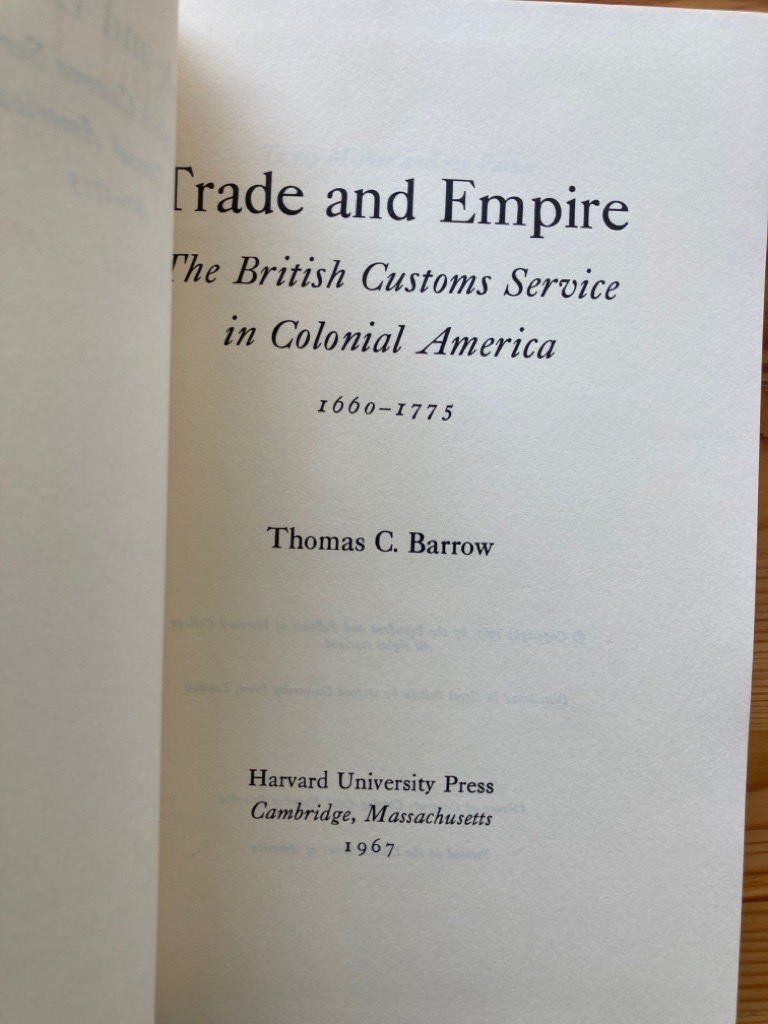 Trade and Empire
The British Customs Service
in Colonial America
1660–1775
Thomas C. Barrow
Harvard University Press
Cambridge, Massachusetts
1967